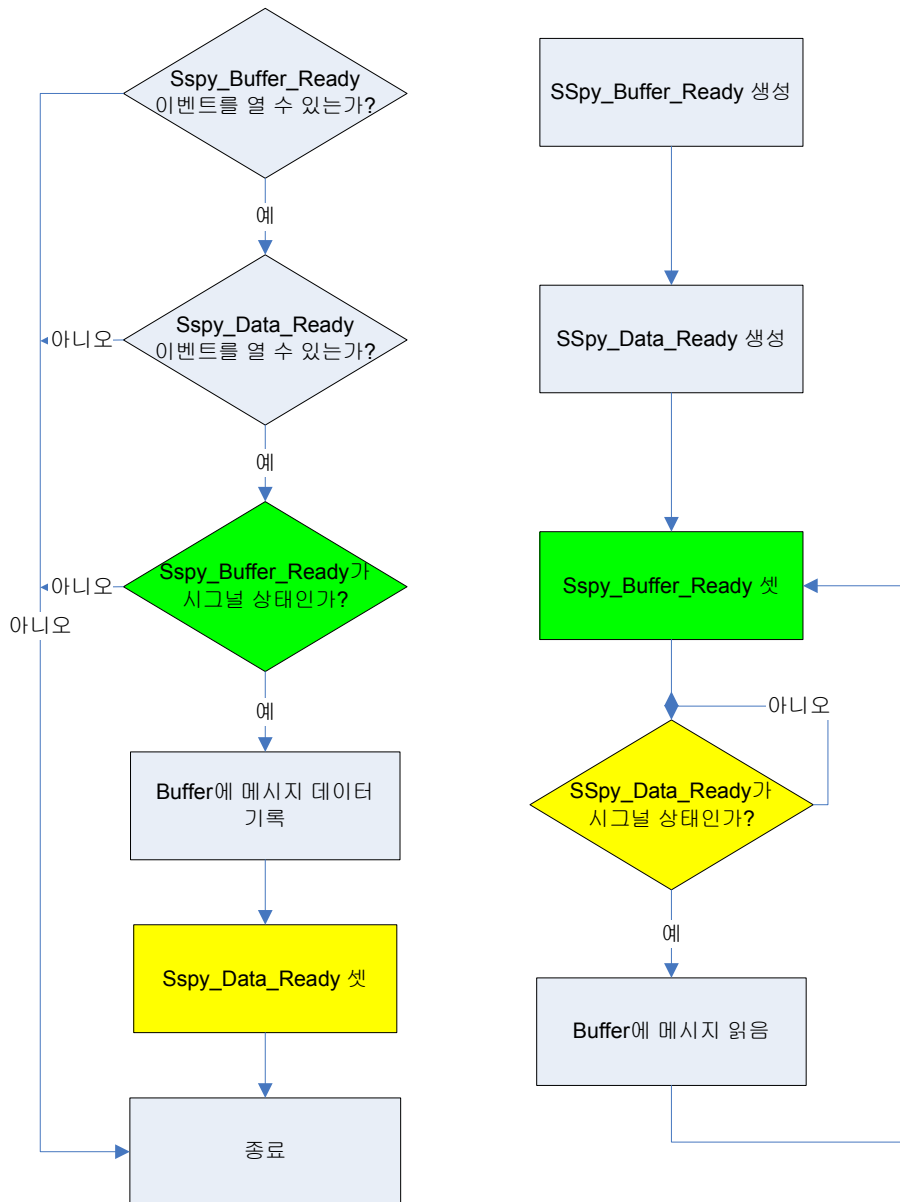 Sspy_Buffer_Ready
이벤트를 열 수 있는가?
예
Sspy_Data_Ready
이벤트를 열 수 있는가?
아니오
예
Sspy_Buffer_Ready가
시그널 상태인가?
아니오
아니오
예
Buffer에 메시지 데이터
기록
Sspy_Data_Ready 셋
종료
SSpy_Buffer_Ready 생성
SSpy_Data_Ready 생성
Sspy_Buffer_Ready 셋
아니오
SSpy_Data_Ready가
시그널 상태인가?
예
Buffer에 메시지 읽음